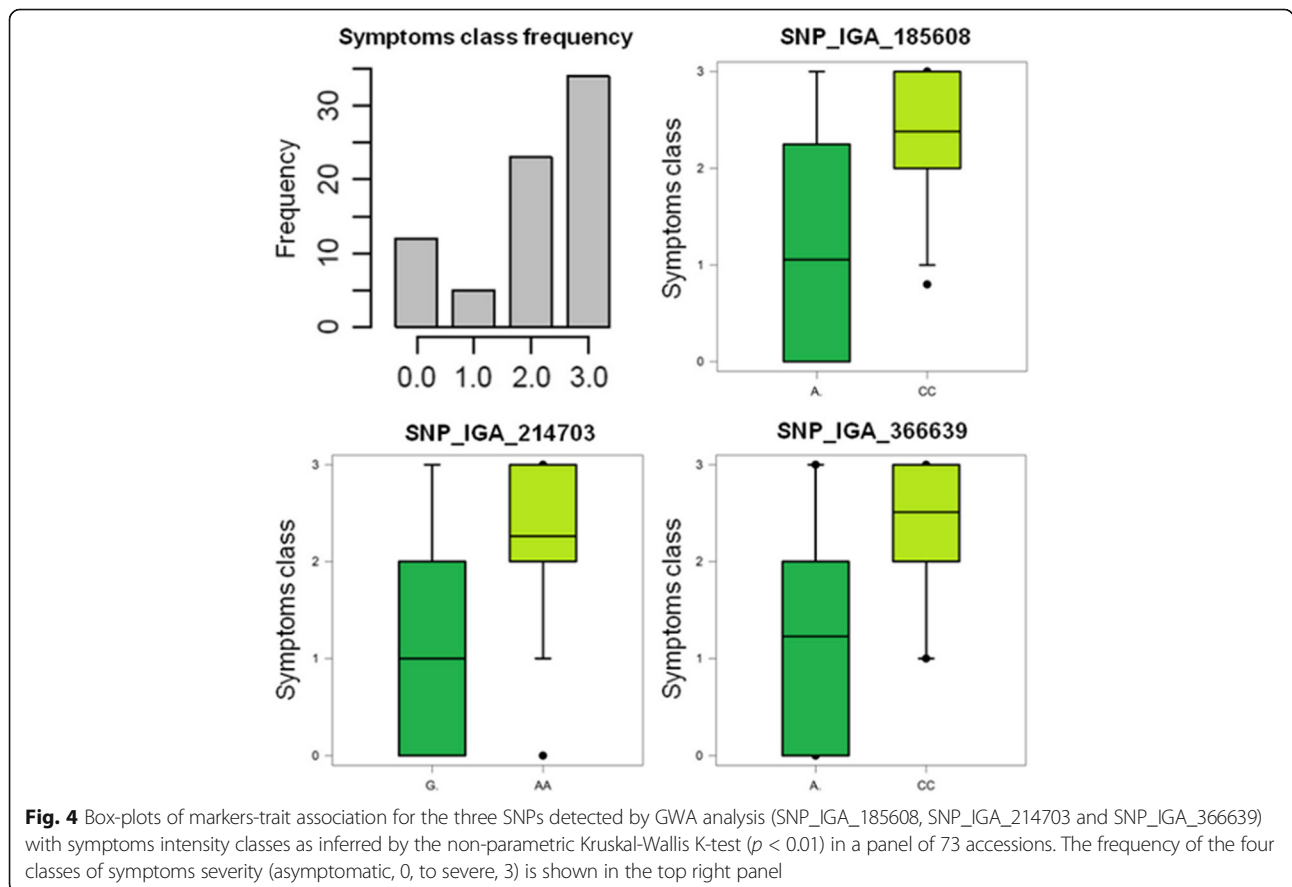 Symptoms class frequency
Frequency
30
20
10
0
0.0 1.0 2.0 3.0
SNP_IGA_185608
Symptoms class
3
2
1
0
A. CC
SNP_IGA_214703
Symptoms class
3
2
1
0
G. AA
SNP_IGA_366639
Symptoms class
3
2
1
0
A. CC
Fig. 4 Box-plots of markers-trait association for the three SNPs detected by GWA analysis (SNP_IGA_185608, SNP_IGA_214703 and SNP_IGA_366639)
with symptoms intensity classes as inferred by the non-parametric Kruskal-Wallis K-test (p < 0.01) in a panel of 73 accessions. The frequency of the four
classes of symptoms severity (asymptomatic, 0, to severe, 3) is shown in the top right panel